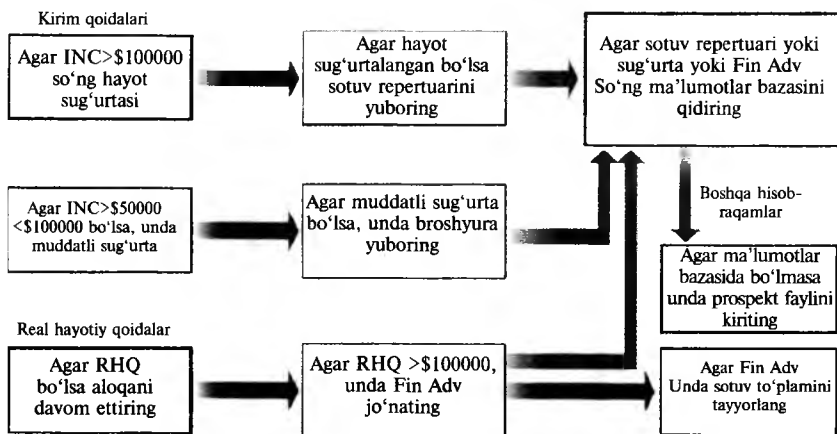 Kirim qoidalari
Agar INC>$100000
so‘ng hayot
sug‘urtasi
Agar hayot
sug‘urtalangan bo‘lsa
sotuv repertuarini
yuboring
Agar sotuv repertuari yoki
sug‘urta yoki Fin Adv
So‘ng ma’lumotlar bazasini
qidiring
Agar INC>$50000
<$100000 bo‘lsa, unda
muddatli sug‘urta
Agar muddatli sug‘urta
bo‘lsa, unda broshyura
yuboring
Boshqa hisob-
raqamlar
Agar ma’lumotlar
bazasida bo‘lmasa
unda prospekt faylini
kiriting
Real hayotiy qoidalar
Agar RHQ
bo‘lsa aloqani
davom ettiring
Agar RHQ >$100000,
unda Fin Adv
jo‘nating
Agar Fin Adv
Unda sotuv to‘plamini
tayyorlang